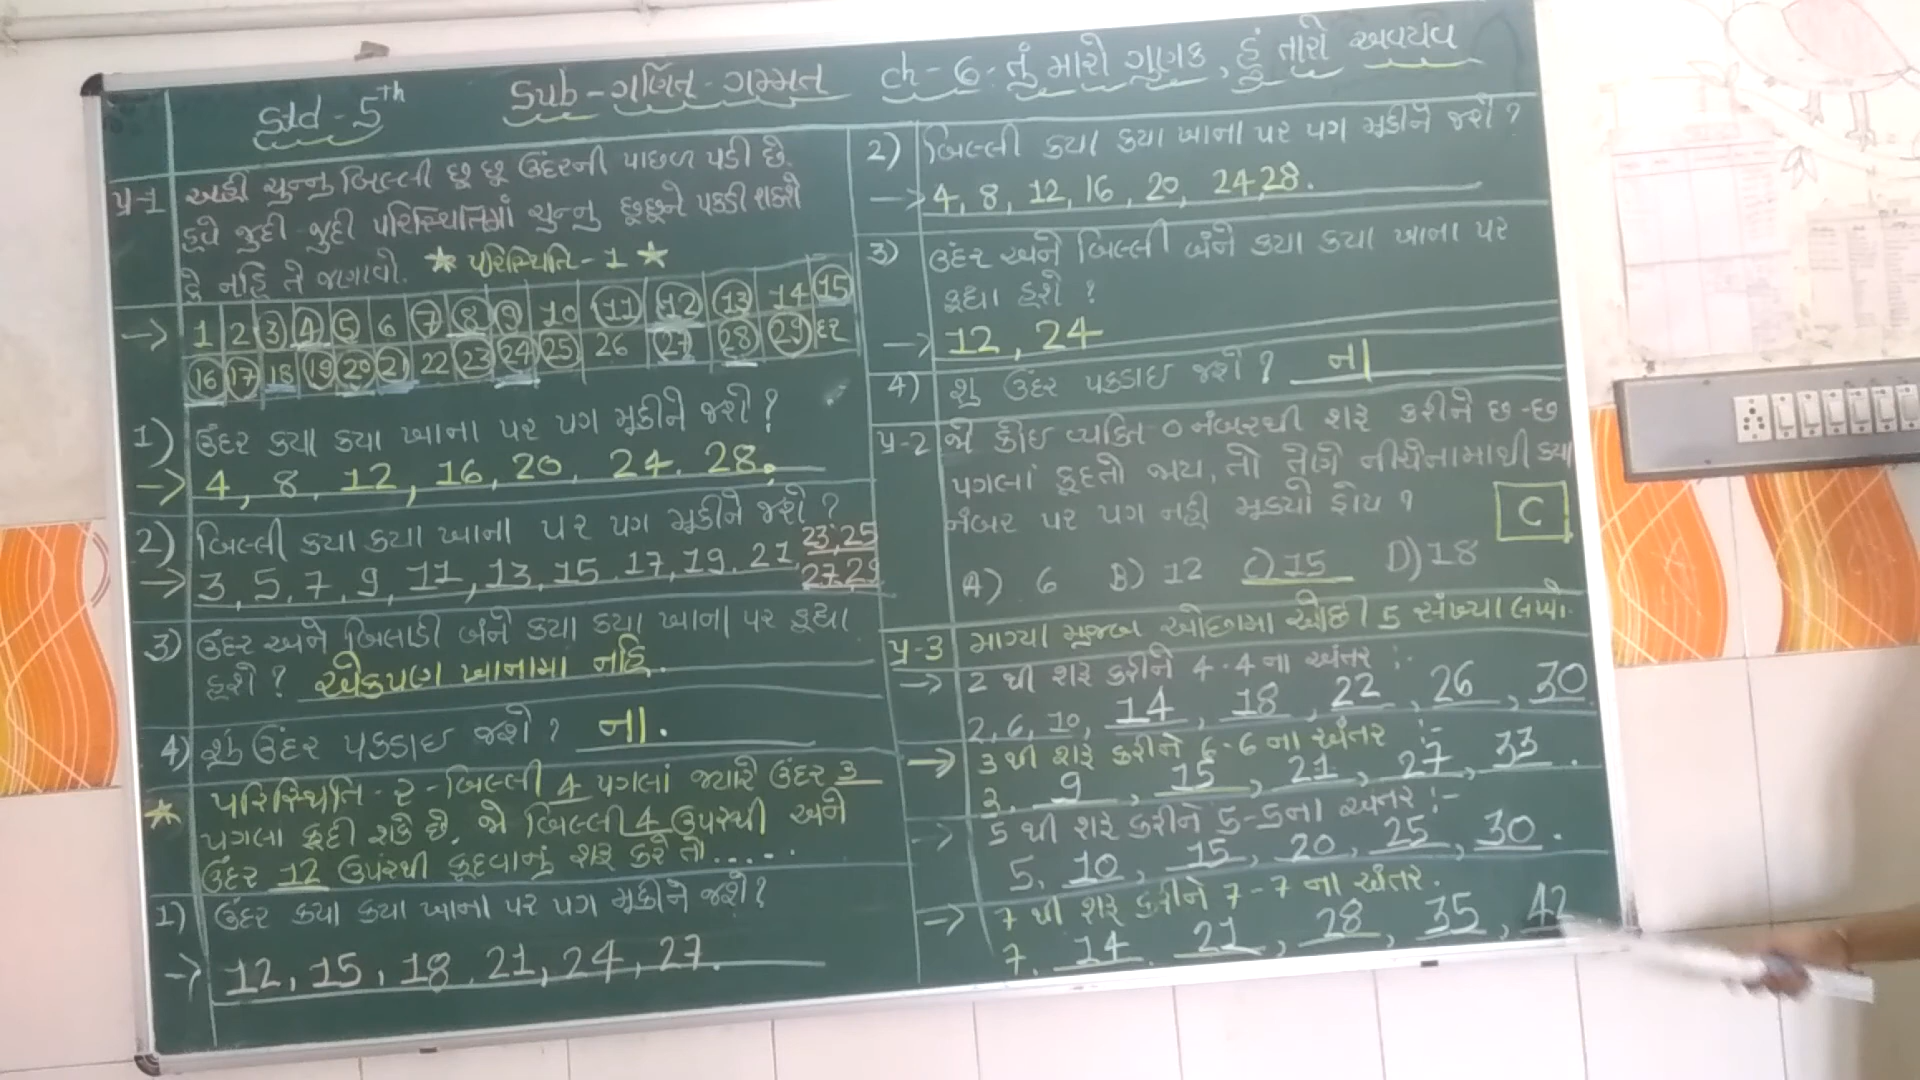 Std - 5th Sub - ગણિત - ગમ્મત ch - 6 - તું મારો ગુણક, હું તારો અવયવ
પ્ર-1 અહીં ચુન્નુ બિલ્લી છૂ છૂ ઉંદરની પાછળ પડી છે.
હવે જુદી જુદી પરિસ્થિતિમાં ચુન્નુ છૂછૂને પકડી શકશે
કે નહિ તે જણાવો. ★ પરિસ્થિતિ - 1 ★
→ 1 2 3 4 5 6 7 8 9 10 11 12 13 14 15
16 17 18 19 20 21 22 23 24 25 26 27 28 29 દર
1) ઉંદર કયા કયા ખાના પર પગ મૂકીને જશે?
→ 4, 8, 12, 16, 20, 24. 28.
2) બિલ્લી કયા કયા ખાના પર પગ મૂકીને જશે?
→ 3, 5, 7, 9, 11, 13, 15. 17, 19. 21, 23, 25
27, 29
3) ઉંદર અને બિલાડી બંને કયા કયા ખાના પર કૂદ્યા
હશે? એકપણ ખાનામા નહિ.
4) શું ઉંદર પકડાઇ જશે? ના.
★ પરિસ્થિતિ - ૨ - બિલ્લી 4 પગલાં જ્યારે ઉંદર 3
પગલા કૂદી શકે છે. જો બિલ્લી 4 ઉપરથી અને
ઉંદર 12 ઉપરથી કૂદવાનું શરૂ કરે તો.....
1) ઉંદર કયા કયા ખાના પર પગ મૂકીને જશે?
→ 12, 15, 18, 21, 24, 27.
2) બિલ્લી કયા કયા ખાના પર પગ મૂકીને જશે?
→ 4, 8, 12, 16, 20, 24, 28.
3) ઉંદર અને બિલ્લી બંને કયા કયા ખાના પર
કૂદ્યા હશે?
→ 12, 24
4) શું ઉંદર પકડાઇ જશે? ના
પ્ર-2 જો કોઇ વ્યકિત 0 નંબરથી શરૂ કરીને છ-છ
પગલાં કૂદતો જાય, તો તેણે નીચેનામાથી કયા
નંબર પર પગ નહી મૂક્યો હોય? C
A) 6 B) 12 C) 15 D) 18
પ્ર-3 માગ્યા મૂજબ ઓછામા ઓછી 5 સંખ્યા લખો.
→ 2 થી શરૂ કરીને 4-4 ના અંતર :-
2, 6, 10, 14, 18, 22, 26, 30
→ 3 થી શરૂ કરીને 6-6 ના અંતર :-
3, 9, 15, 21, 27, 33.
→ 5 થી શરૂ કરીને 5-5ના અંતર :-
5, 10, 15, 20, 25, 30.
→ 7 થી શરૂ કરીને 7-7 ના અંતર.
7, 14, 21, 28, 35, 42